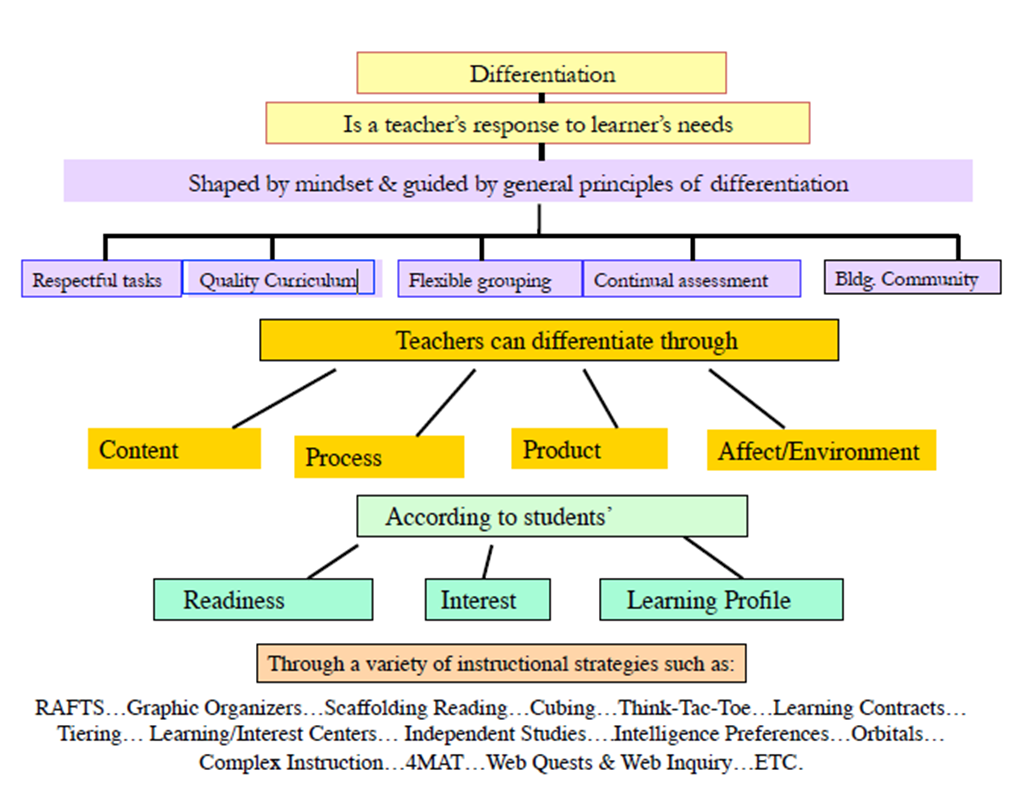 Differentiation
Is a teacher's response to learner's needs
Shaped by mindset & guided by general principles of differentiation
Respectful tasks
Quality Curriculum
Flexible grouping
Continual assessment
Bldg. Community
Teachers can differentiate through
Content
Process
Product
Affect/Environment
According to students'
Readiness
Interest
Learning Profile
Through a variety of instructional strategies such as:
RAFTS…Graphic Organizers…Scaffolding Reading…Cubing…Think-Tac-Toe…Learning Contracts…
Tiering… Learning/Interest Centers… Independent Studies….Intelligence Preferences…Orbitals…
Complex Instruction…4MAT…Web Quests & Web Inquiry…ETC.